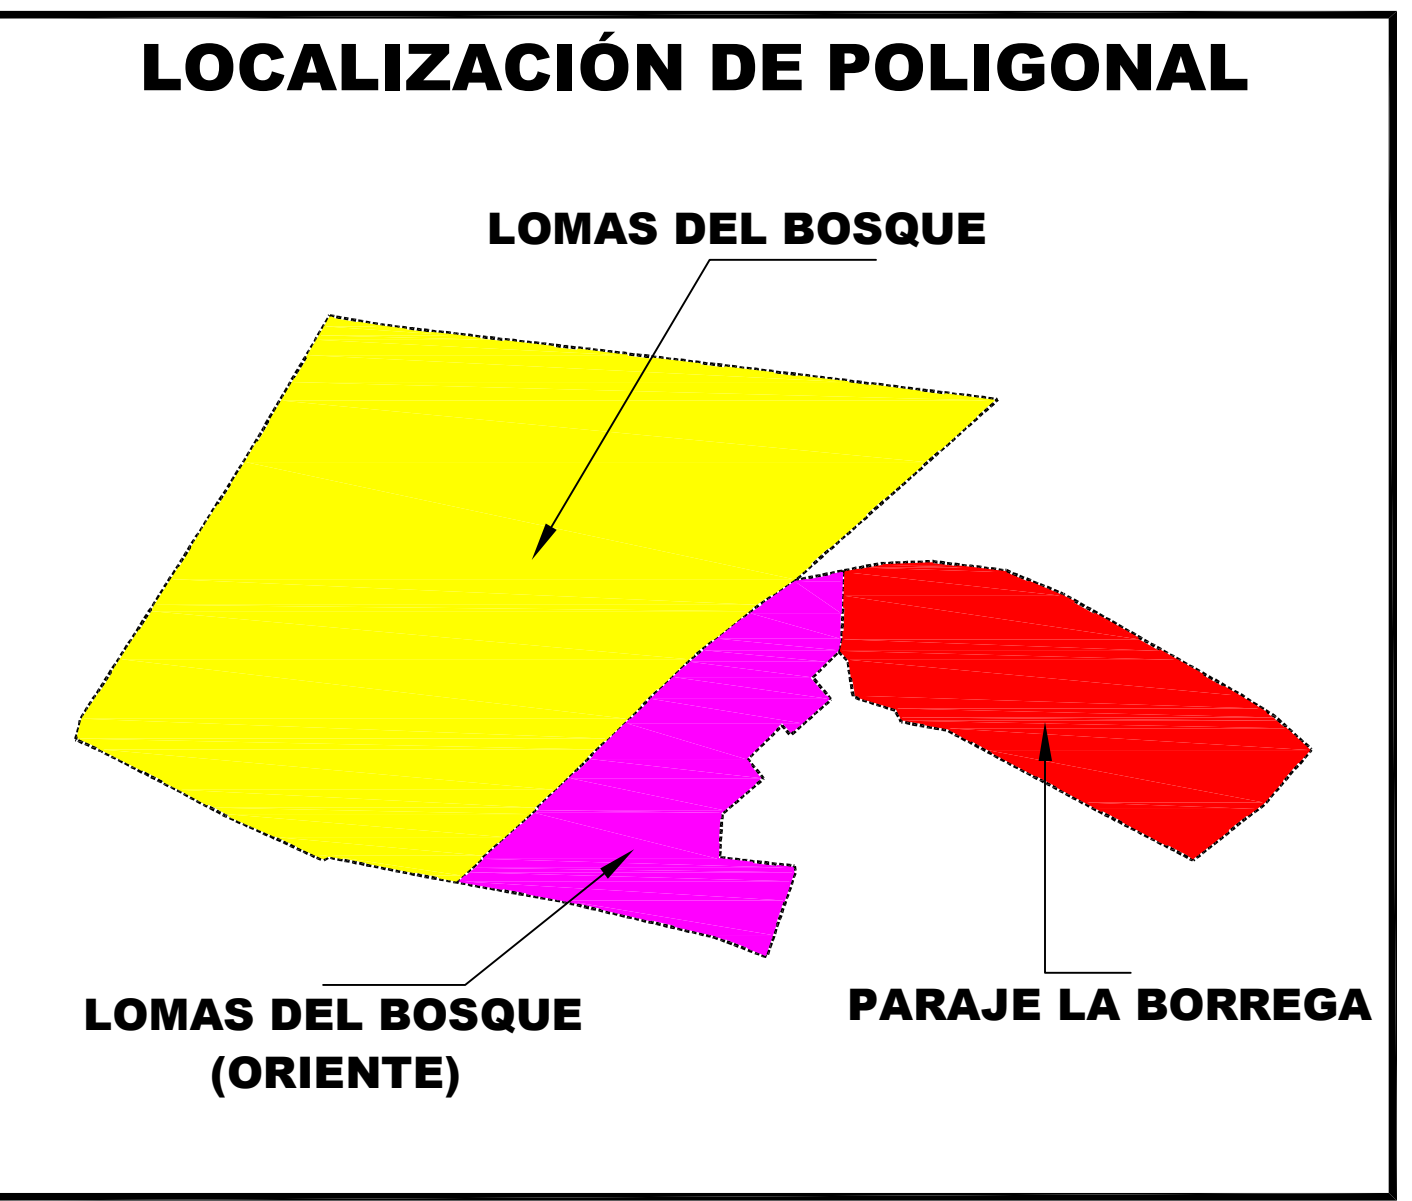 LOCALIZACIÓN DE POLIGONAL
LOMAS DEL BOSQUE
LOMAS DEL BOSQUE
(ORIENTE)
PARAJE LA BORREGA